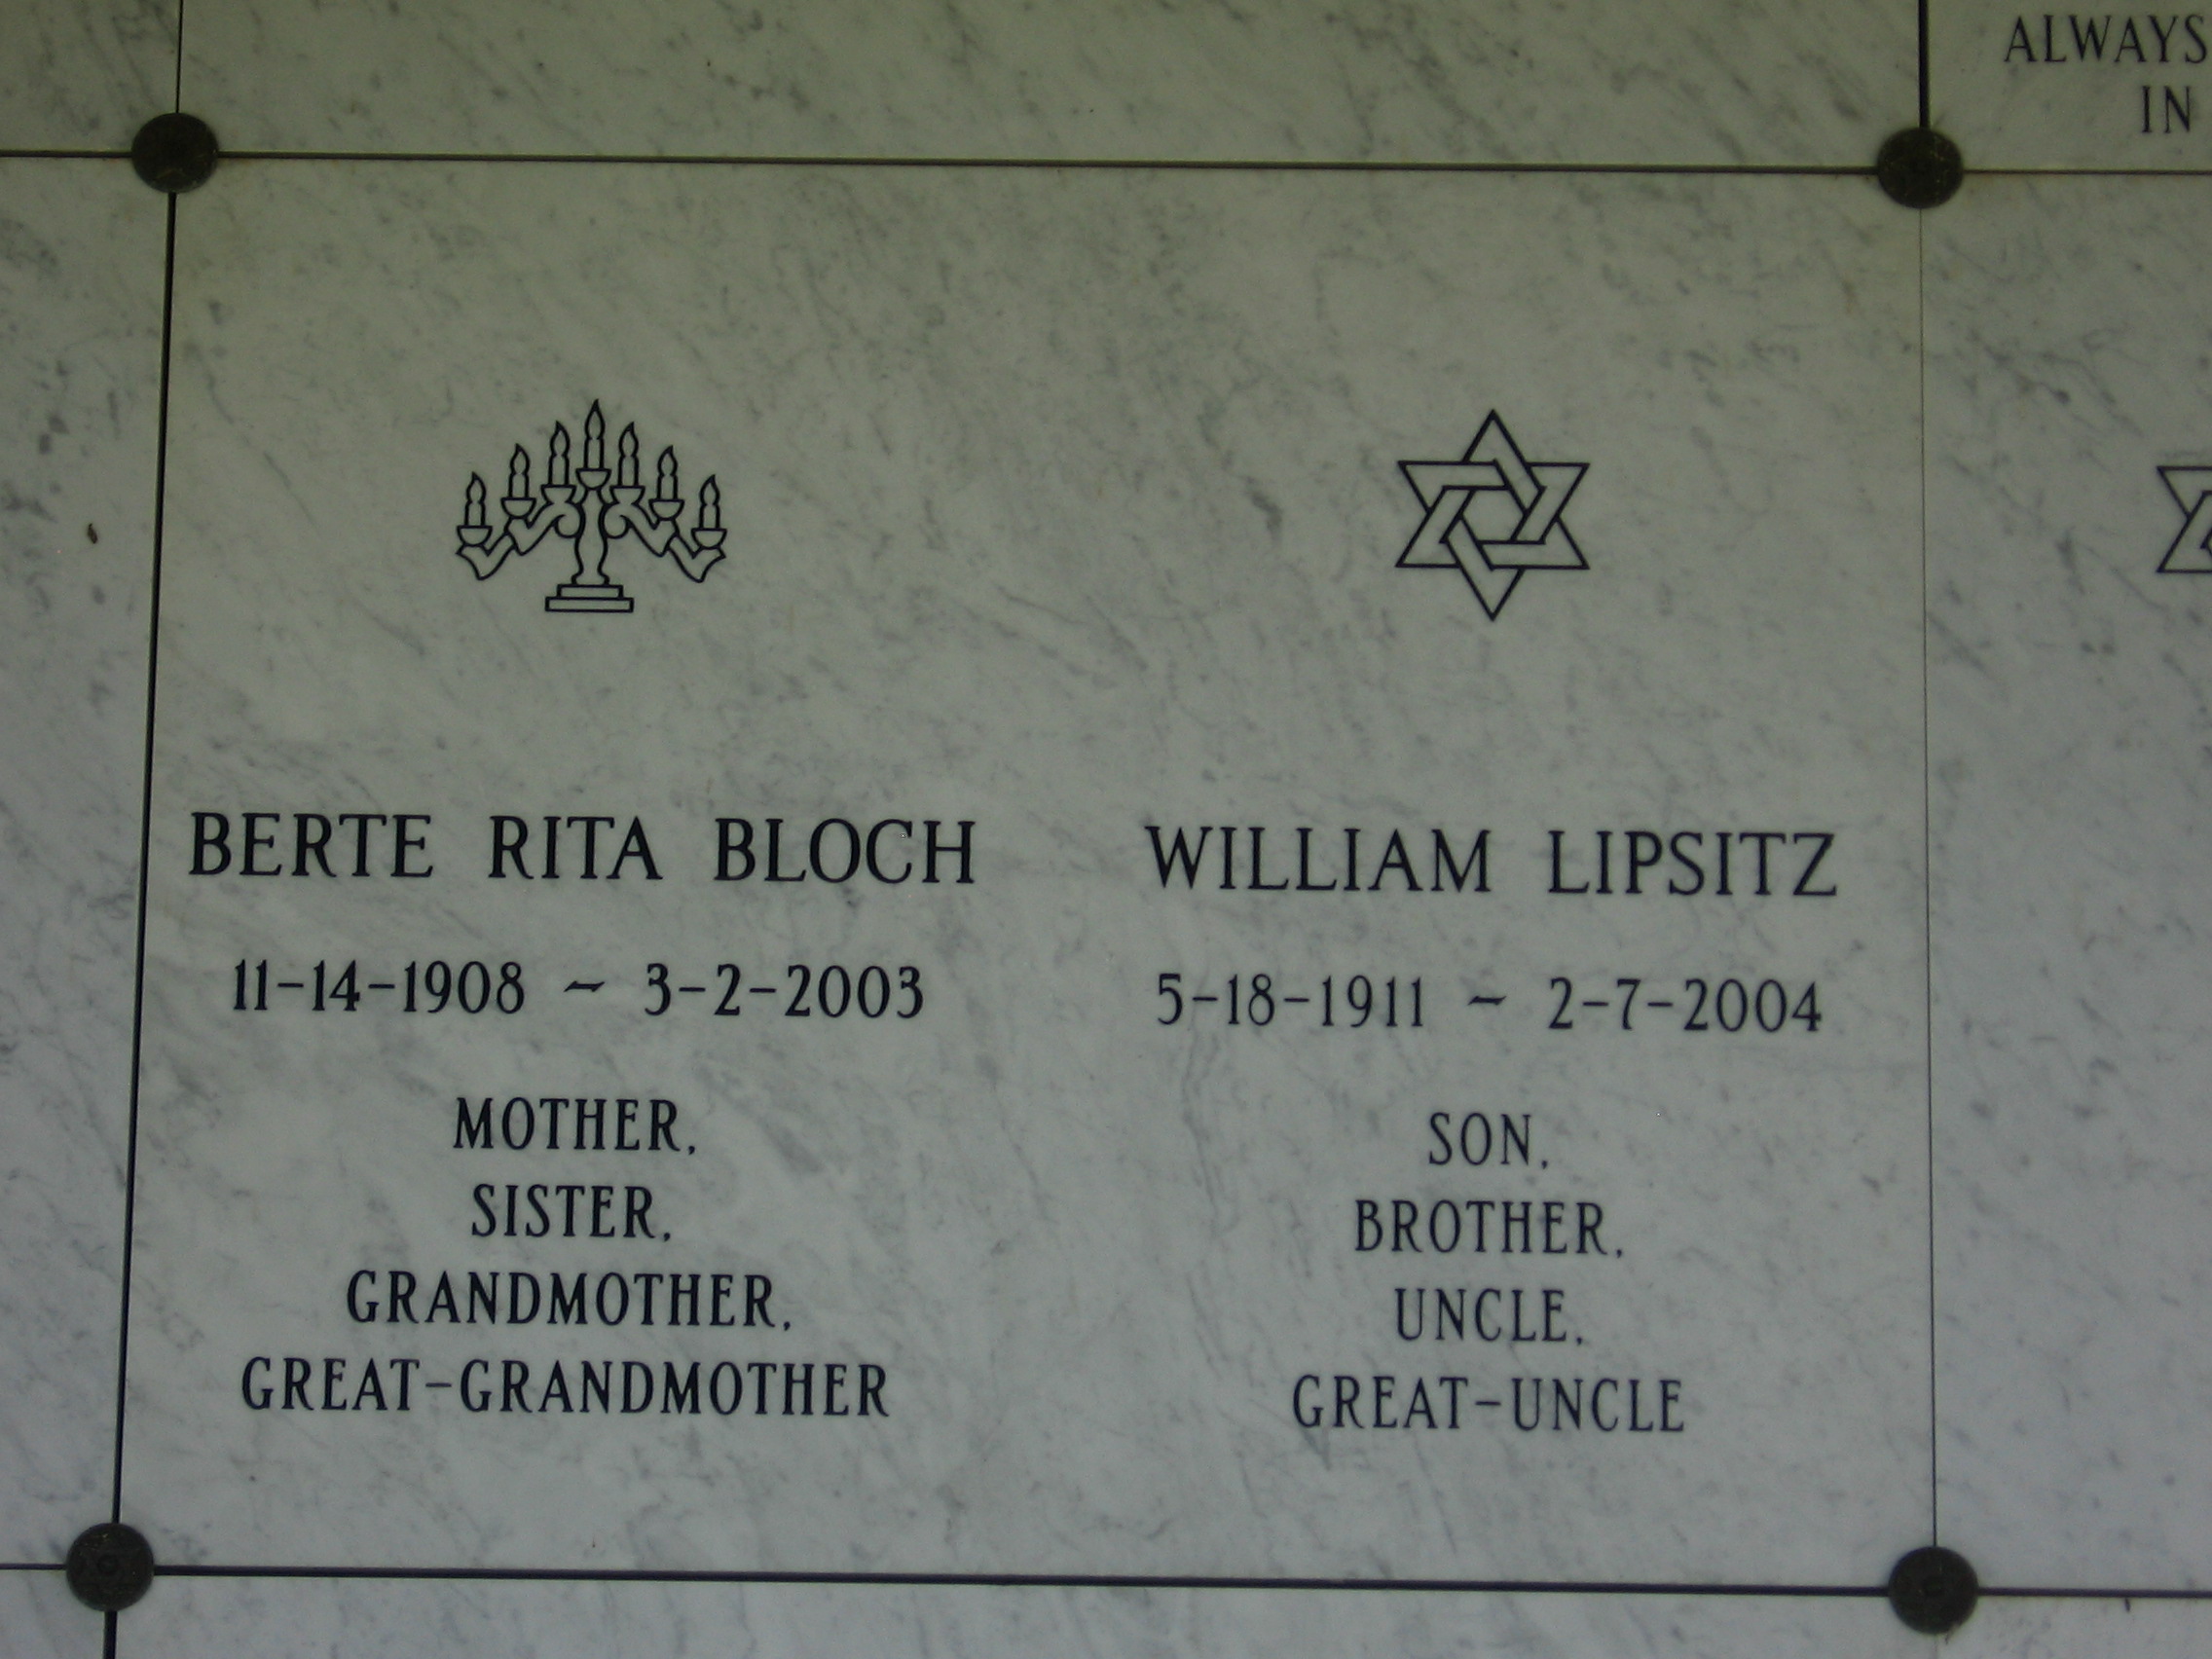 ALWAYS
IN
BERTE RITA BLOCH
11-14-1908 ~ 3-2-2003
MOTHER,
SISTER,
GRANDMOTHER,
GREAT-GRANDMOTHER
WILLIAM LIPSITZ
5-18-1911 ~ 2-7-2004
SON,
BROTHER,
UNCLE,
GREAT-UNCLE